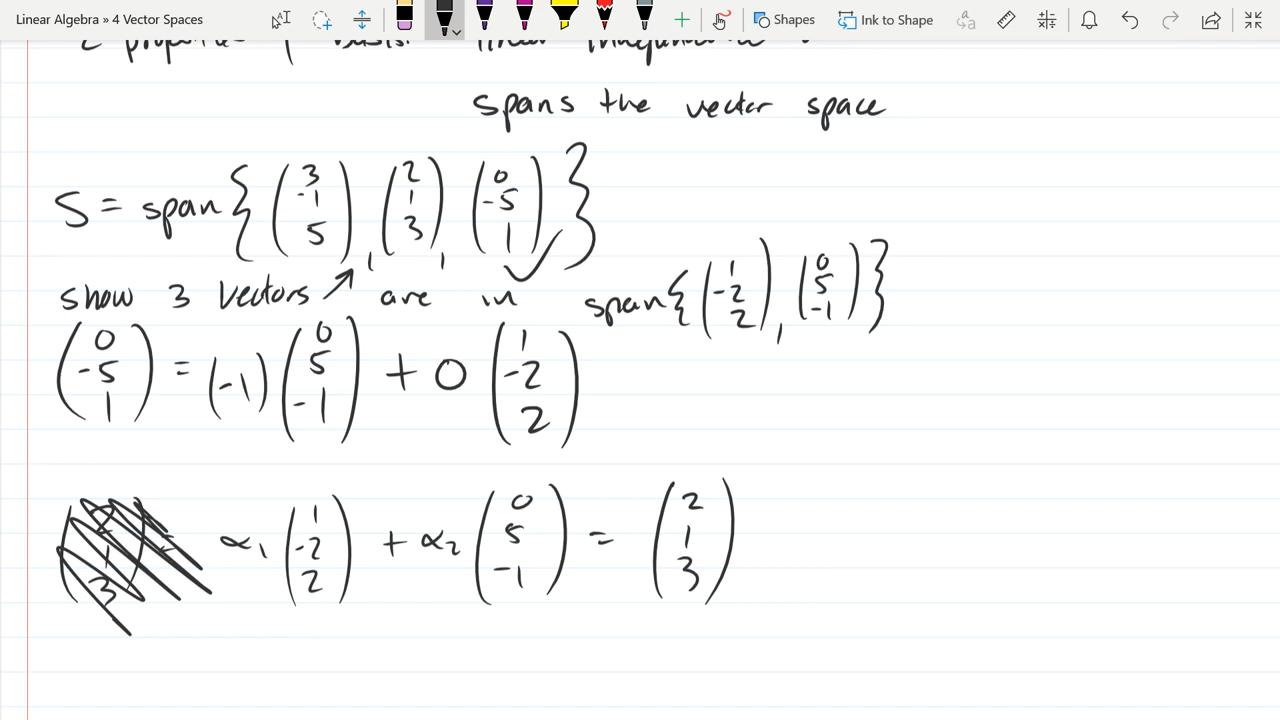 Linear Algebra » 4 Vector Spaces Shapes Ink to Shape
spans the vector space
S = span{ (3 -1 5), (2 1 3), (0 -5 1) }
show 3 vectors ↗ are in ✓ span{ (1 -2 2), (0 5 -1) }
(0 -5 1) = (-1) (0 5 -1) + 0 (1 -2 2)
α₁ (1 -2 2) + α₂ (0 5 -1) = (2 1 3)